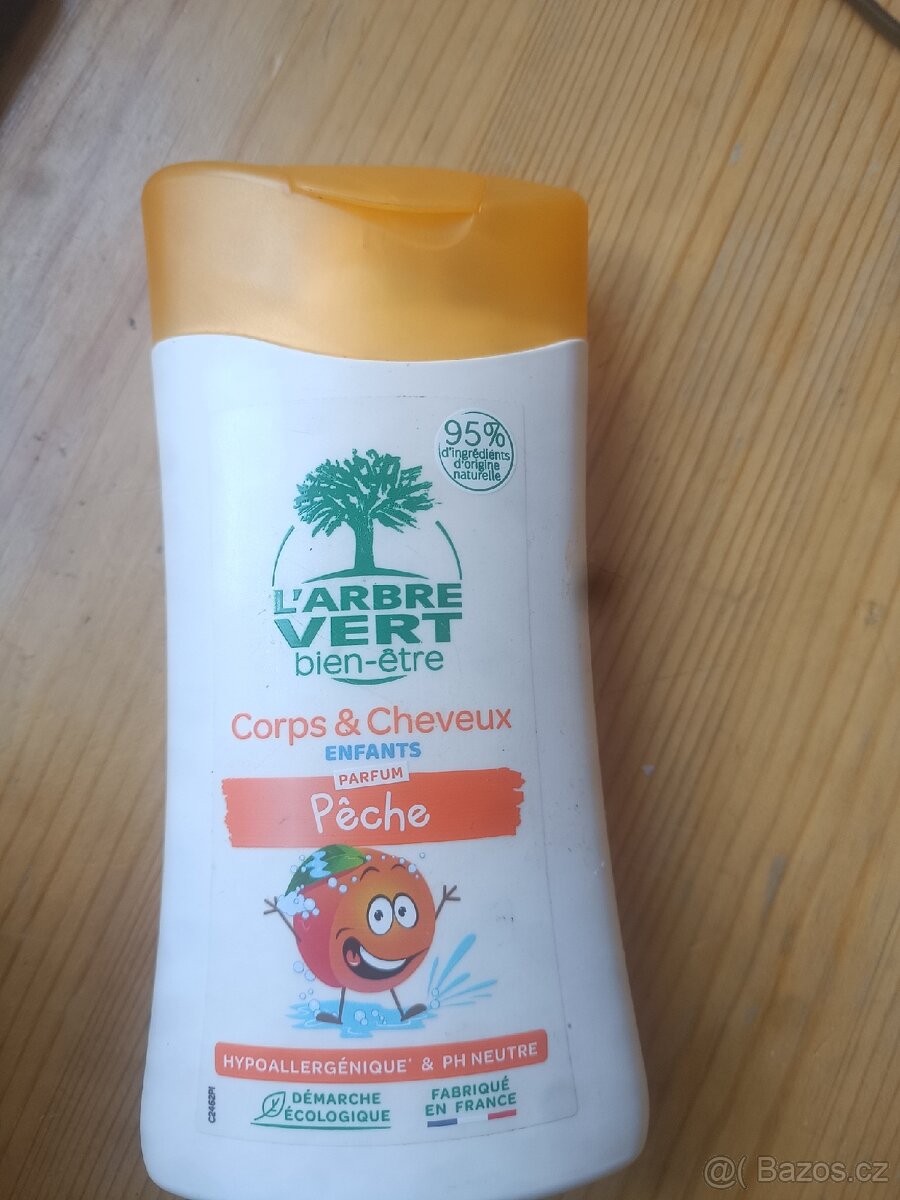 95%
d'ingrédients
d'origine
naturelle
L'ARBRE
VERT
bien-être
Corps & Cheveux
ENFANTS
PARFUM
Pêche
HYPOALLERGÉNIQUE* & PH NEUTRE
DÉMARCHE
ÉCOLOGIQUE
FABRIQUÉ
EN FRANCE
C2462PI
@( Bazos.cz